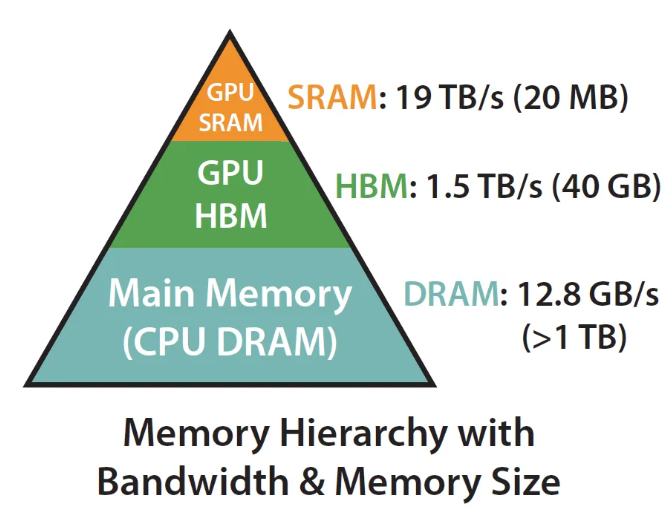 GPU
SRAM
SRAM: 19 TB/s (20 MB)
GPU
HBM
HBM: 1.5 TB/s (40 GB)
Main Memory
(CPU DRAM)
DRAM: 12.8 GB/s
(>1 TB)
Memory Hierarchy with
Bandwidth & Memory Size